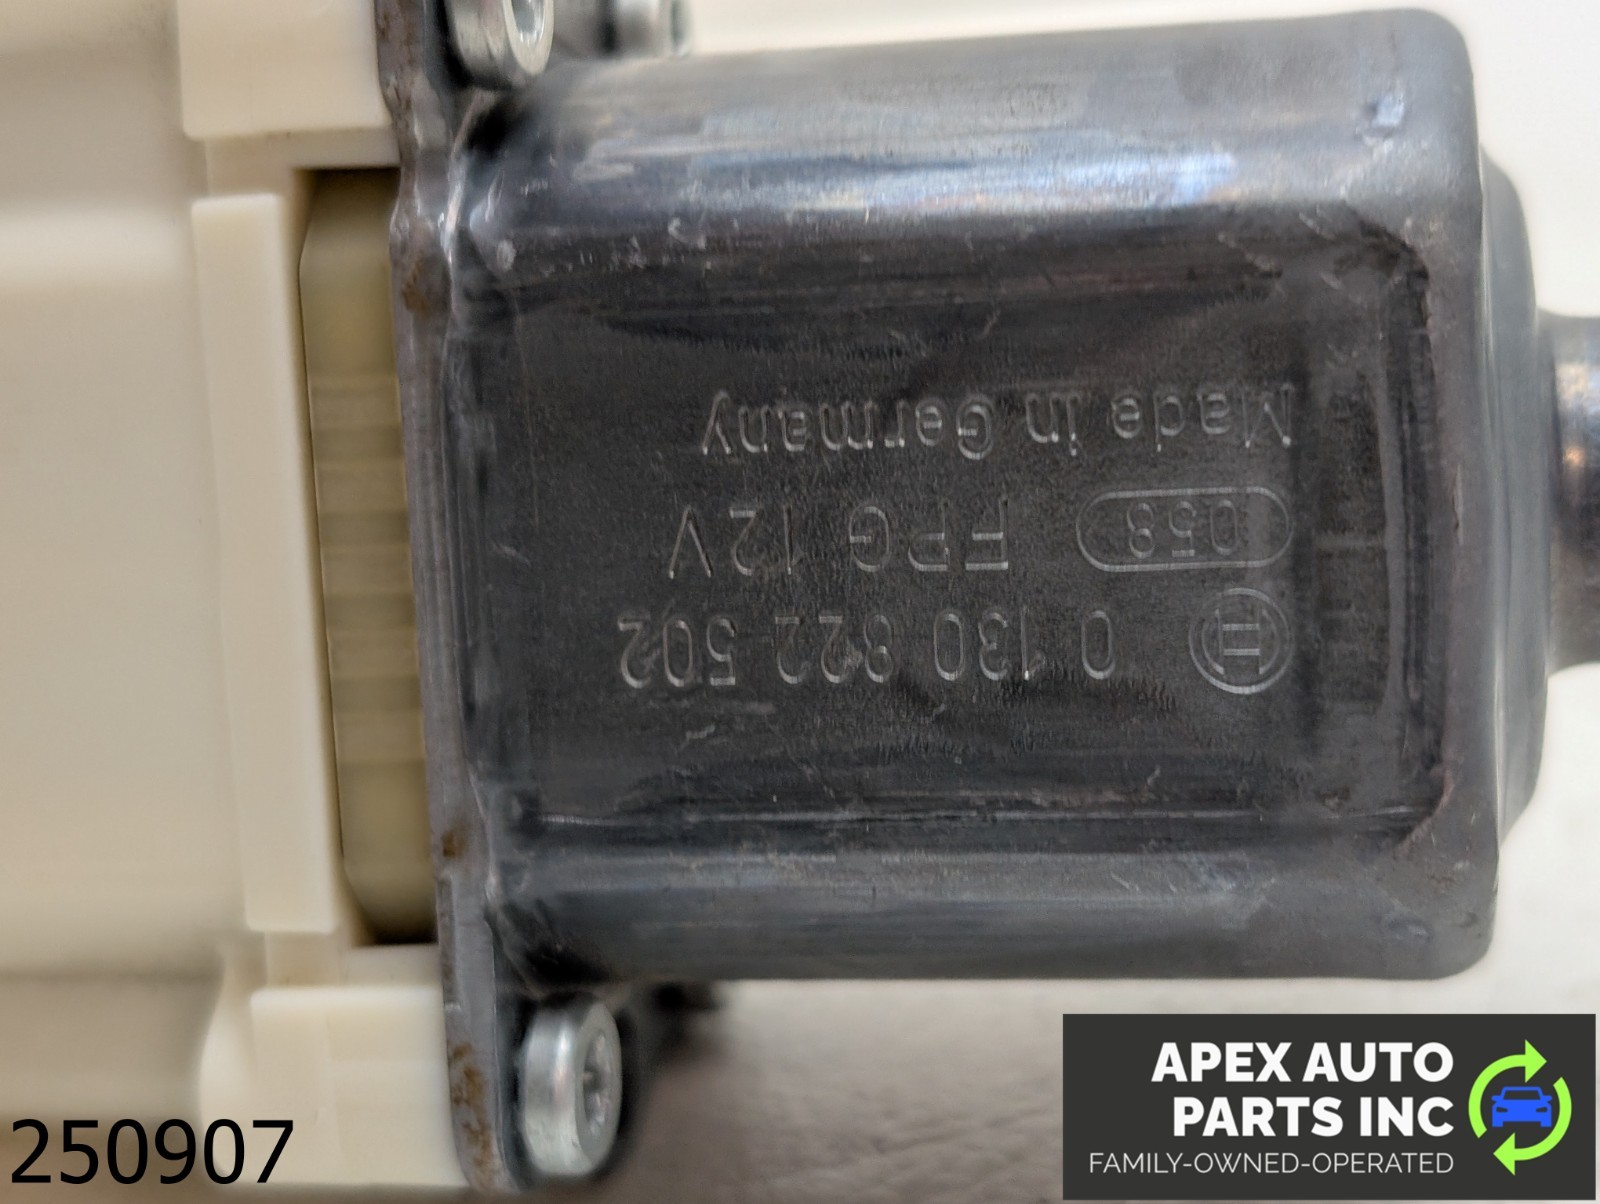 0 130 822 502
058 FPG 12V
Made in Germany
250907
APEX AUTO
PARTS INC
FAMILY-OWNED-OPERATED